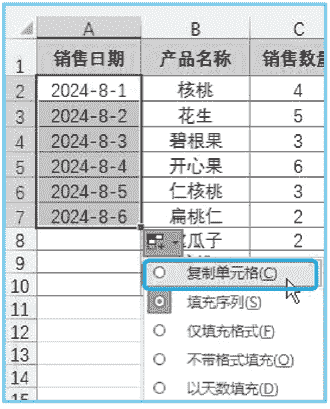 A B C
1 销售日期 产品名称 销售数量
2 2024-8-1 核桃 4
3 2024-8-2 花生 5
4 2024-8-3 碧根果 3
5 2024-8-4 开心果 6
6 2024-8-5 仁核桃 3
7 2024-8-6 扁桃仁 2
8 瓜子 2
9
10 复制单元格(C)
11 填充序列(S)
12 仅填充格式(F)
13 不带格式填充(O)
14 以天数填充(D)
15